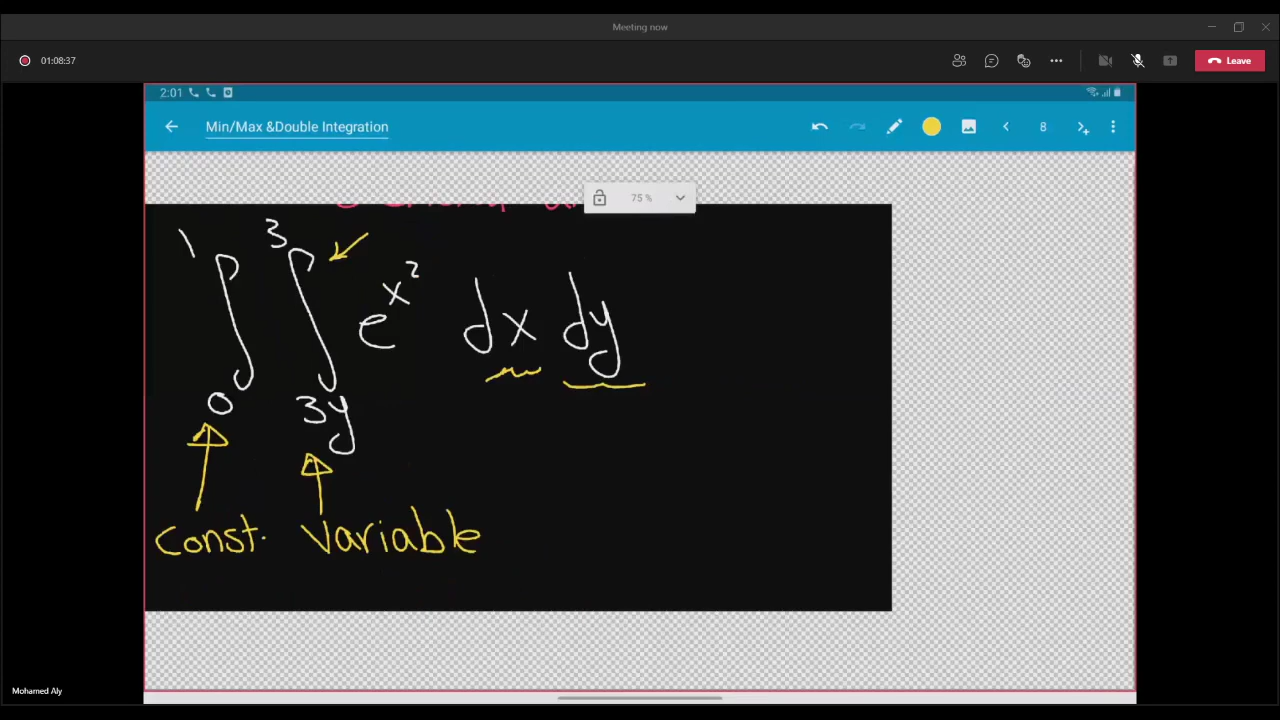 Meeting now
01:08:37
Leave
2:01
Min/Max &Double Integration
8
75 %
1 3
∫ ∫ e^x² dx dy
0 3y
const. Variable
Mohamed Aly